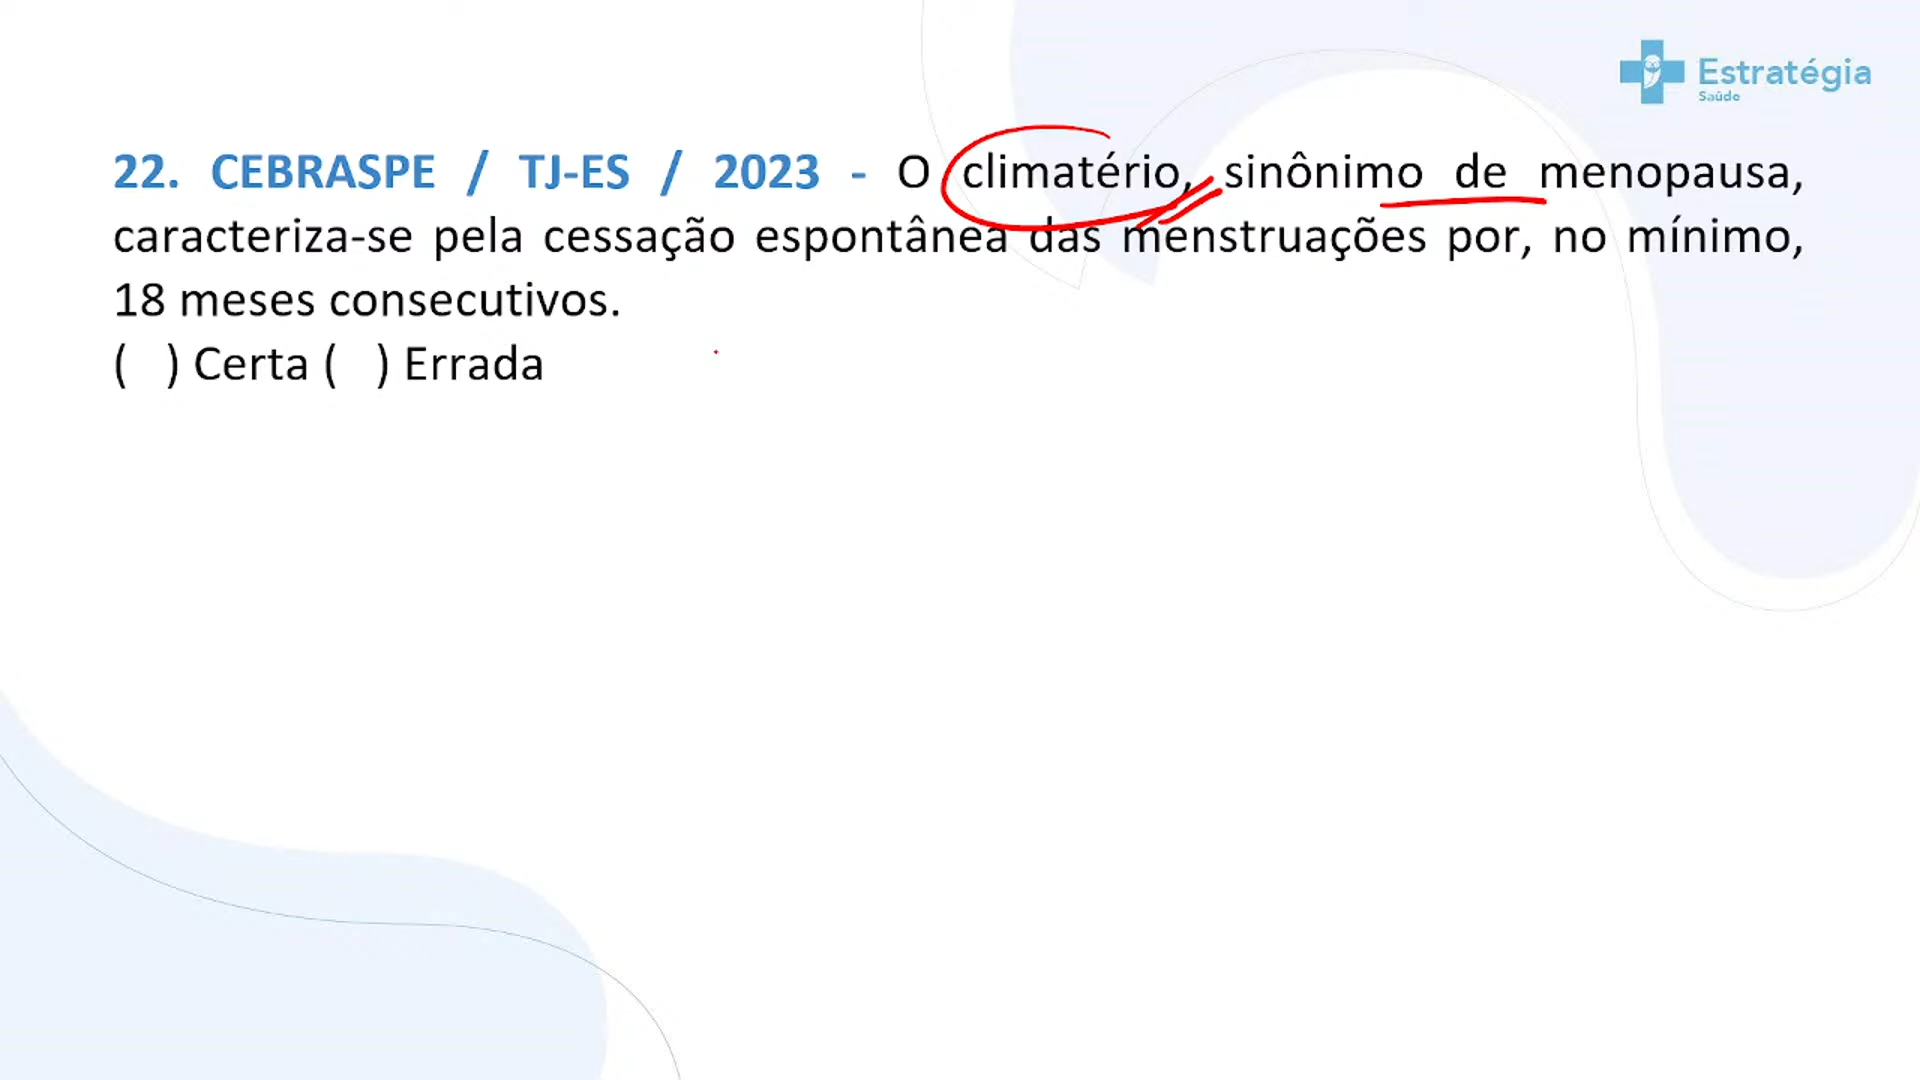 Estratégia
Saúde
22. CEBRASPE / TJ-ES / 2023 - O climatério, sinônimo de menopausa,
caracteriza-se pela cessação espontânea das menstruações por, no mínimo,
18 meses consecutivos.
( ) Certa ( ) Errada